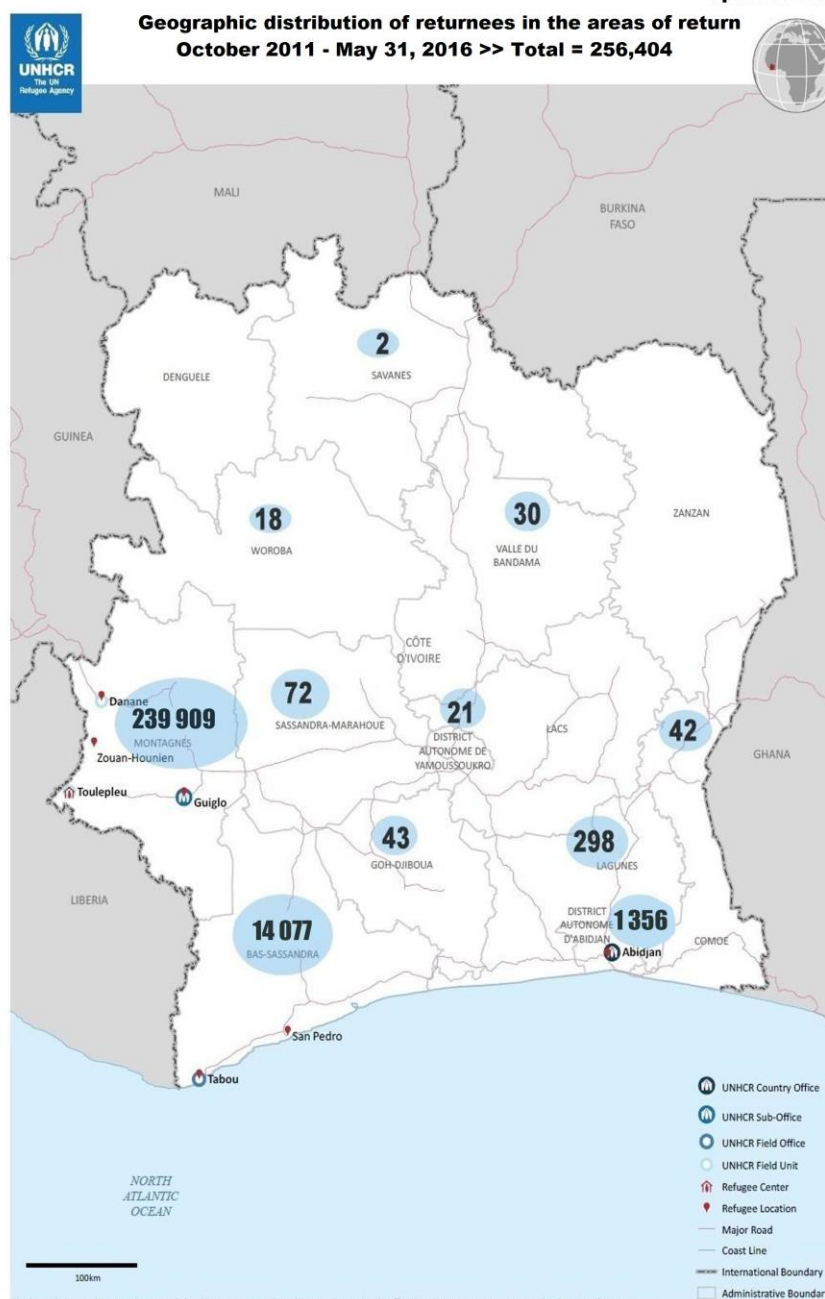 Geographic distribution of returnees in the areas of return
October 2011 - May 31, 2016 >> Total = 256,404
UNHCR
The UN
Refugee Agency
MALI
BURKINA
FASO
2
SAVANES
DENGUELE
GUINEA
18
WOROBA
30
VALLE DU
BANDAMA
ZANZAN
CÔTE
D'IVOIRE
Danane
239 909
MONTAGNES
Zouan-Hounien
72
SASSANDRA-MARAHOUE
21
DISTRICT
AUTONOME DE
YAMOUSSOUKRO
LACS
42
GHANA
Toulepleu
Guiglo
43
GOH-DJIBOUA
298
LAGUNES
LIBERIA
14 077
BAS-SASSANDRA
DISTRICT
AUTONOME
D'ABIDJAN
1 356
Abidjan
COMOE
San Pedro
Tabou
NORTH
ATLANTIC
OCEAN
100km
UNHCR Country Office
UNHCR Sub-Office
UNHCR Field Office
UNHCR Field Unit
Refugee Center
Refugee Location
Major Road
Coast Line
International Boundary
Administrative Boundar